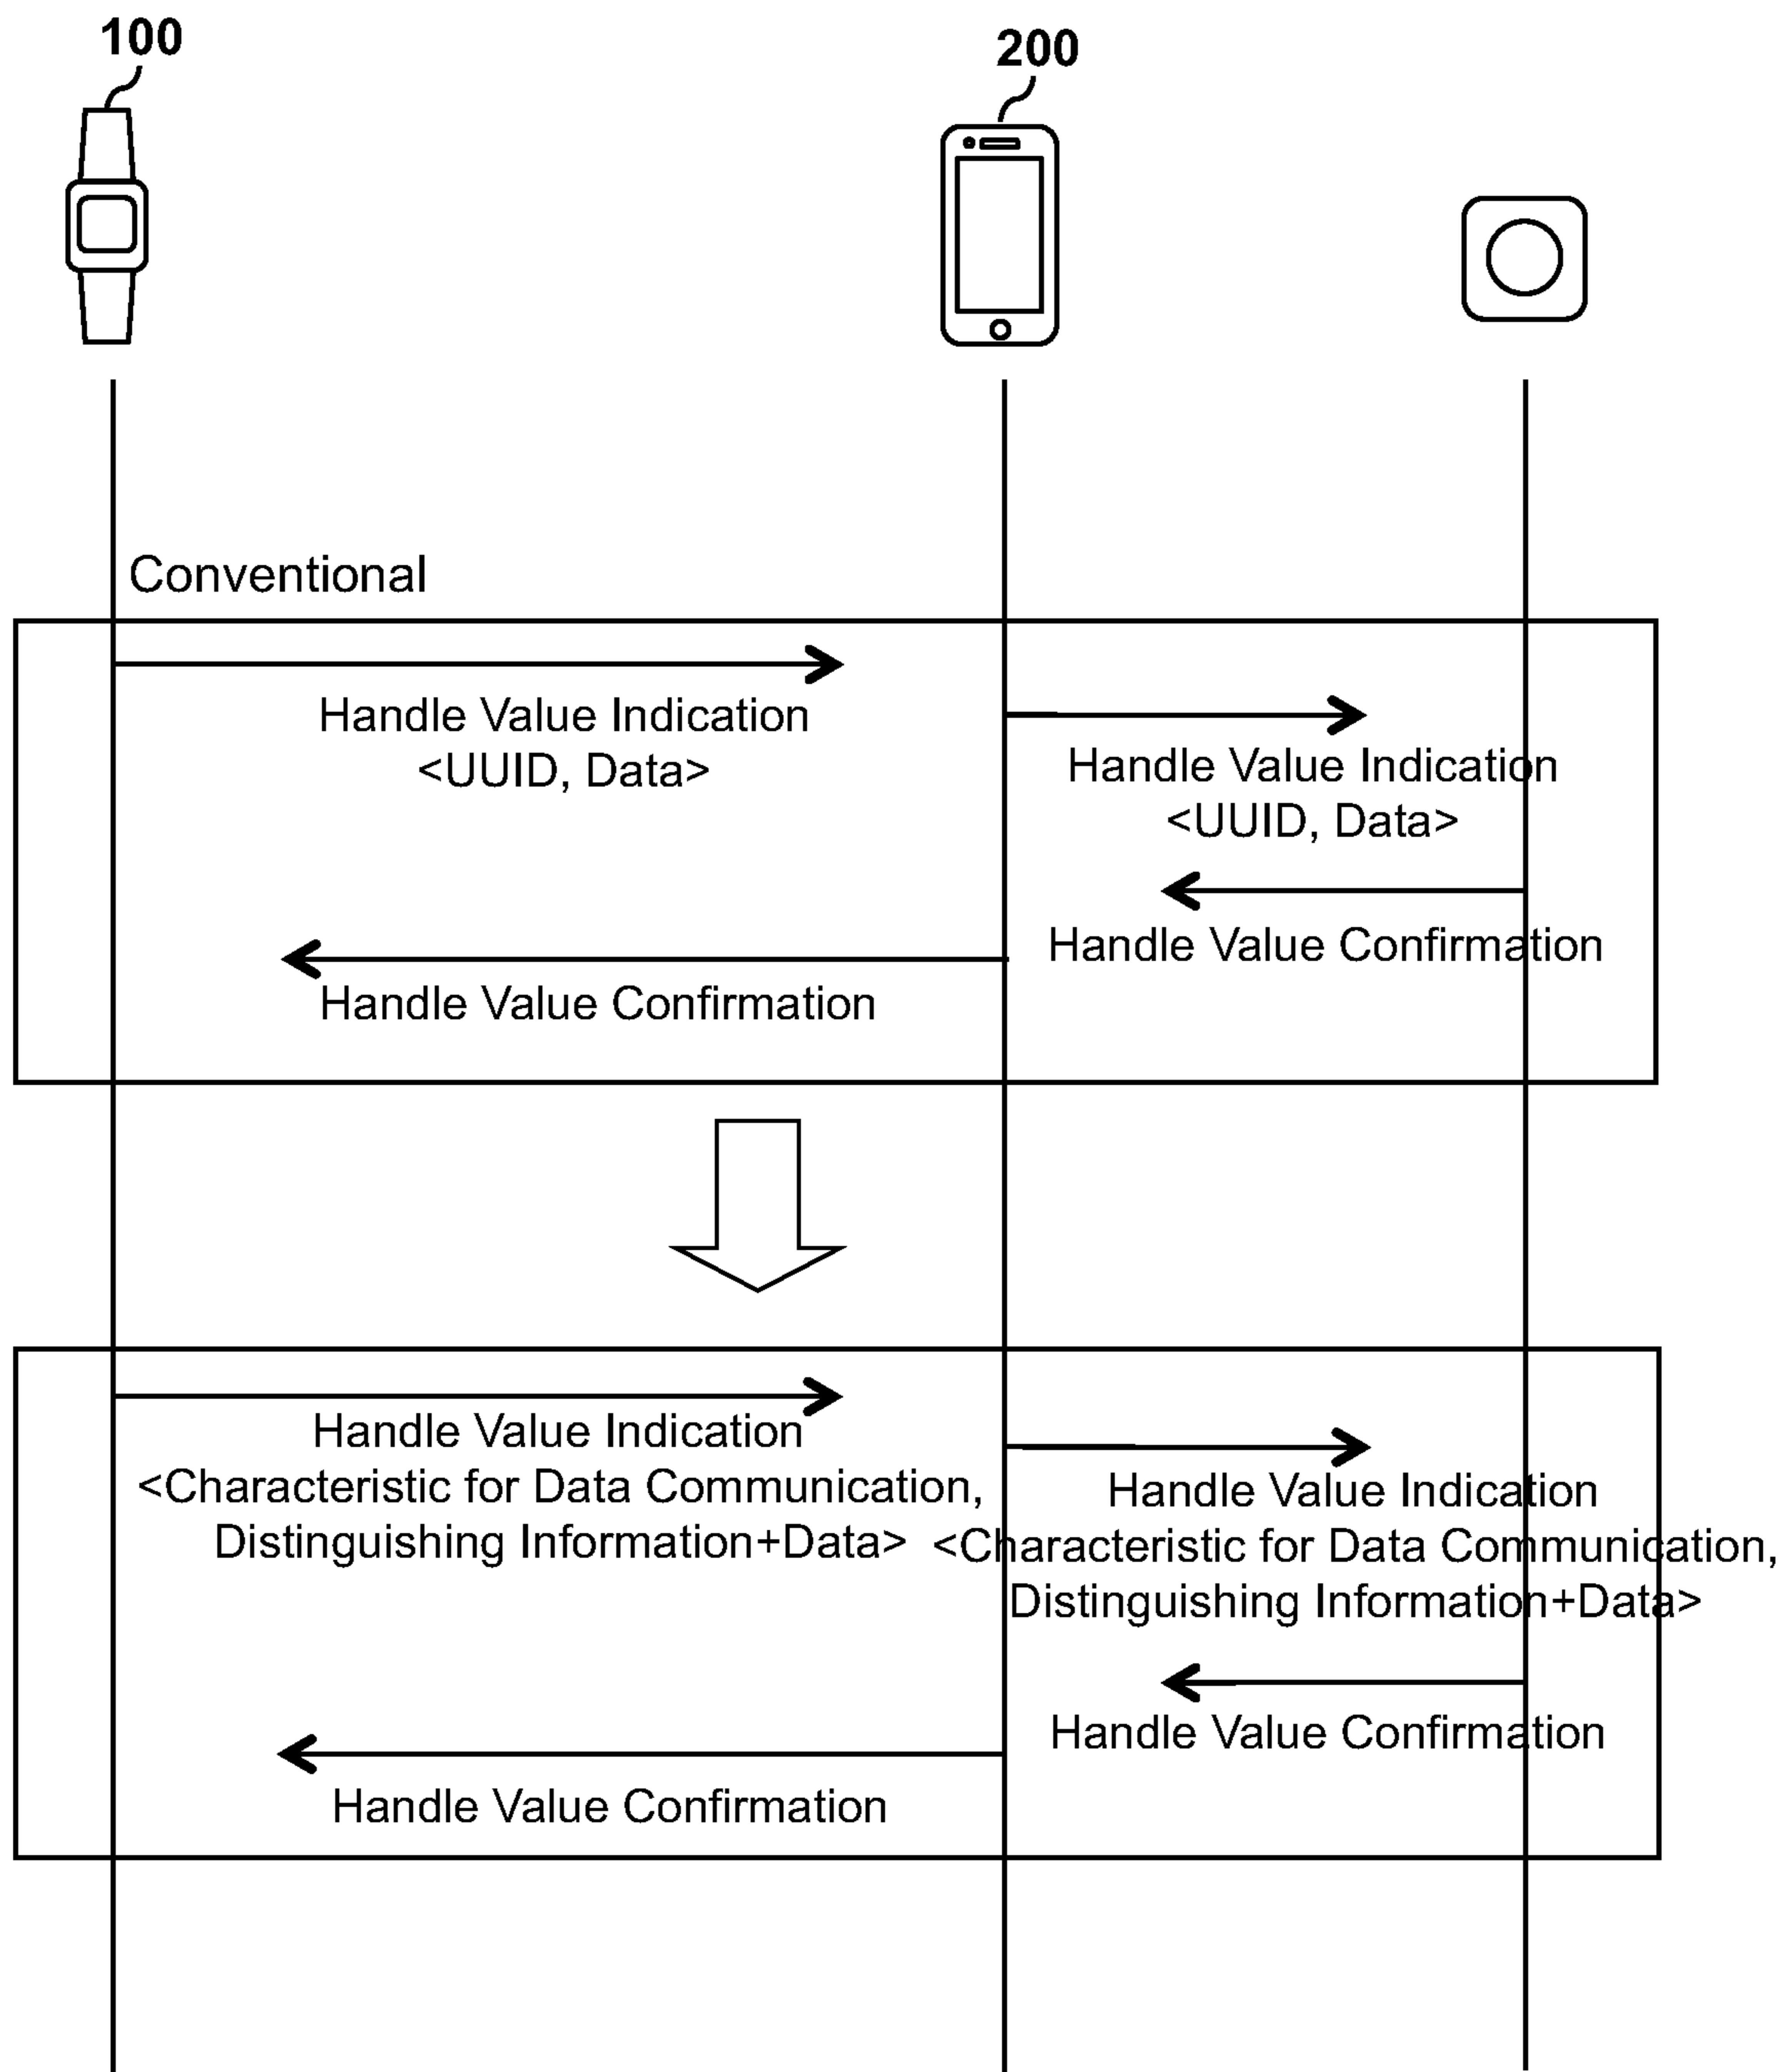 100
200
Conventional
Handle Value Indication
<UUID, Data>
Handle Value Indication
<UUID, Data>
Handle Value Confirmation
Handle Value Confirmation
Handle Value Indication
<Characteristic for Data Communication,
Distinguishing Information+Data>
Handle Value Indication
<Characteristic for Data Communication,
Distinguishing Information+Data>
Handle Value Confirmation
Handle Value Confirmation